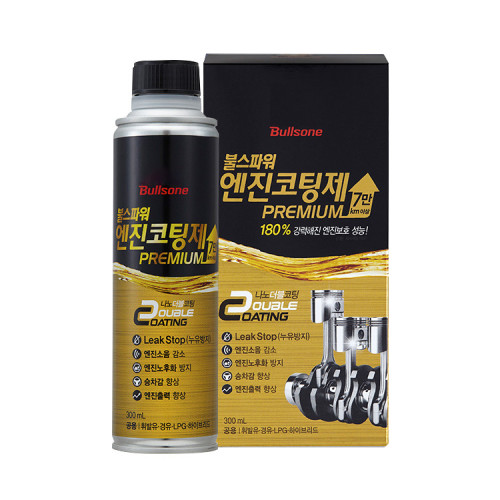 Bullsone
불스파워
엔진코팅제
PREMIUM
Bullsone
불스파워
엔진코팅제
PREMIUM
7만
km이상
180% 강력해진 엔진보호 성능!
나노더블코팅
DOUBLE
COATING
Leak Stop (누유방지)
엔진소음 감소
엔진노후화 방지
승차감 향상
엔진출력 향상
300 mL
공용 | 휘발유·경유·LPG·하이브리드
나노더블코팅
DOUBLE
COATING
Leak Stop (누유방지)
엔진소음 감소
엔진노후화 방지
승차감 향상
엔진출력 향상
300 mL
공용 | 휘발유·경유·LPG·하이브리드